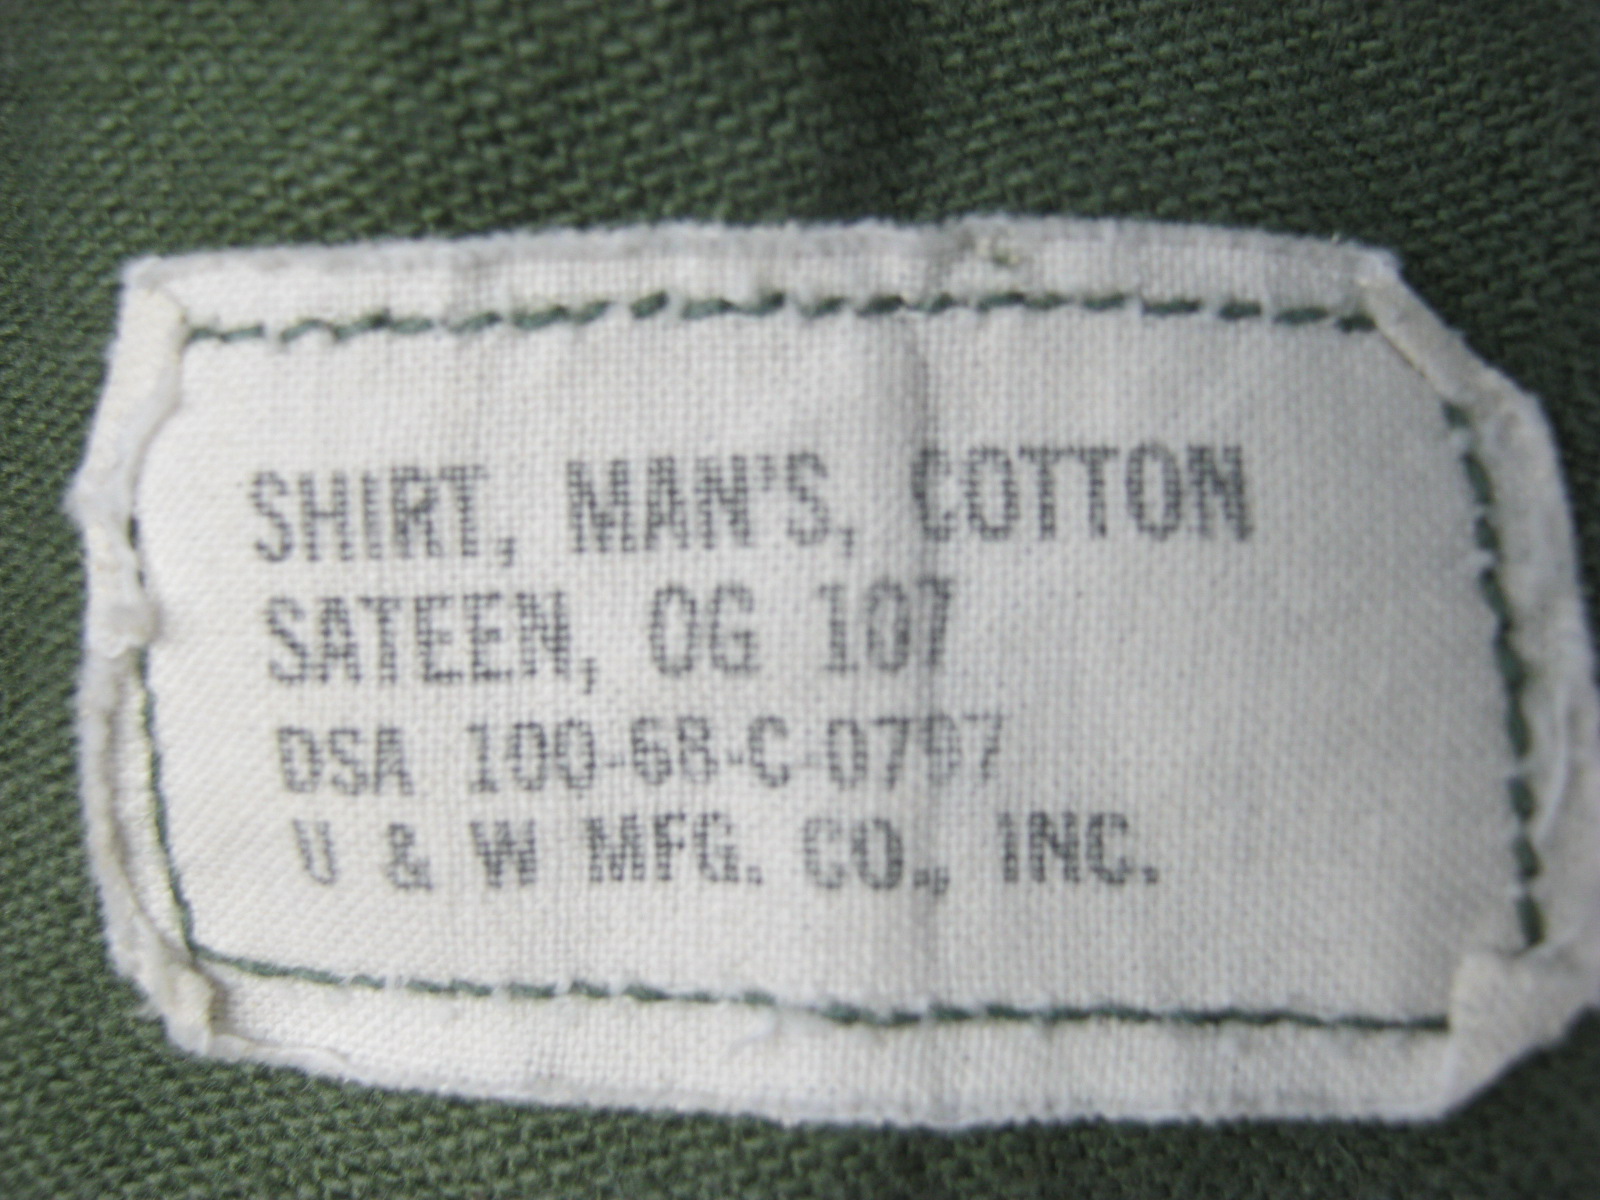 SHIRT, MAN'S, COTTON
SATEEN, OG 107
DSA 100-68-C-0797
U & W MFG. CO., INC.